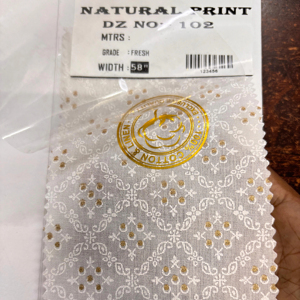 NATURAL PRINT
DZ NO: 102
MTRS :
GRADE : FRESH
WIDTH : 58"
123456